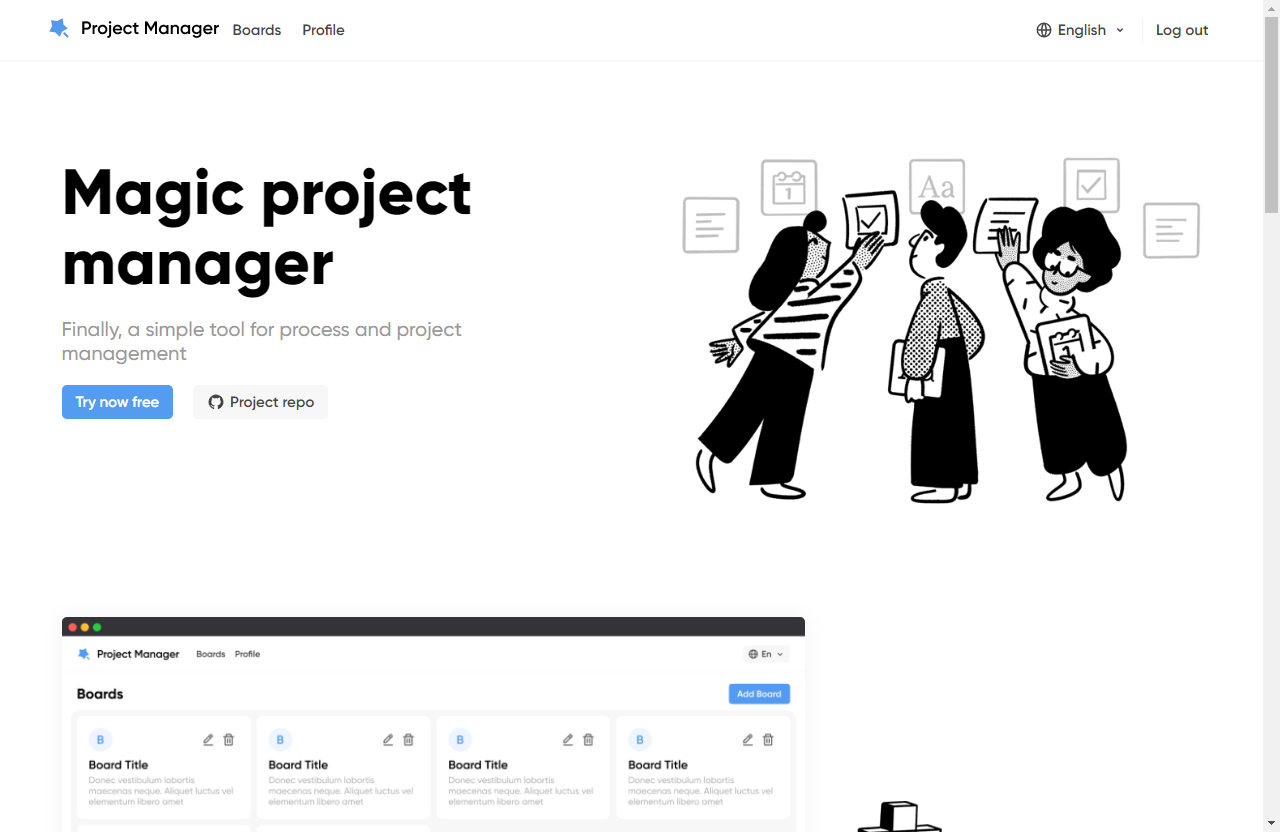 Project Manager Boards Profile English Log out
1 Aa
Magic project
manager
Finally, a simple tool for process and project
management
Try now free Project repo
Project Manager Boards Profile En
Boards Add Board
B B B B
Board Title Board Title Board Title Board Title
Donec vestibulum lobortis Donec vestibulum lobortis Donec vestibulum lobortis Donec vestibulum lobortis
maecenas neque. Aliquet luctus vel maecenas neque. Aliquet luctus vel maecenas neque. Aliquet luctus vel maecenas neque. Aliquet luctus vel
elementum libero amet elementum libero amet elementum libero amet elementum libero amet